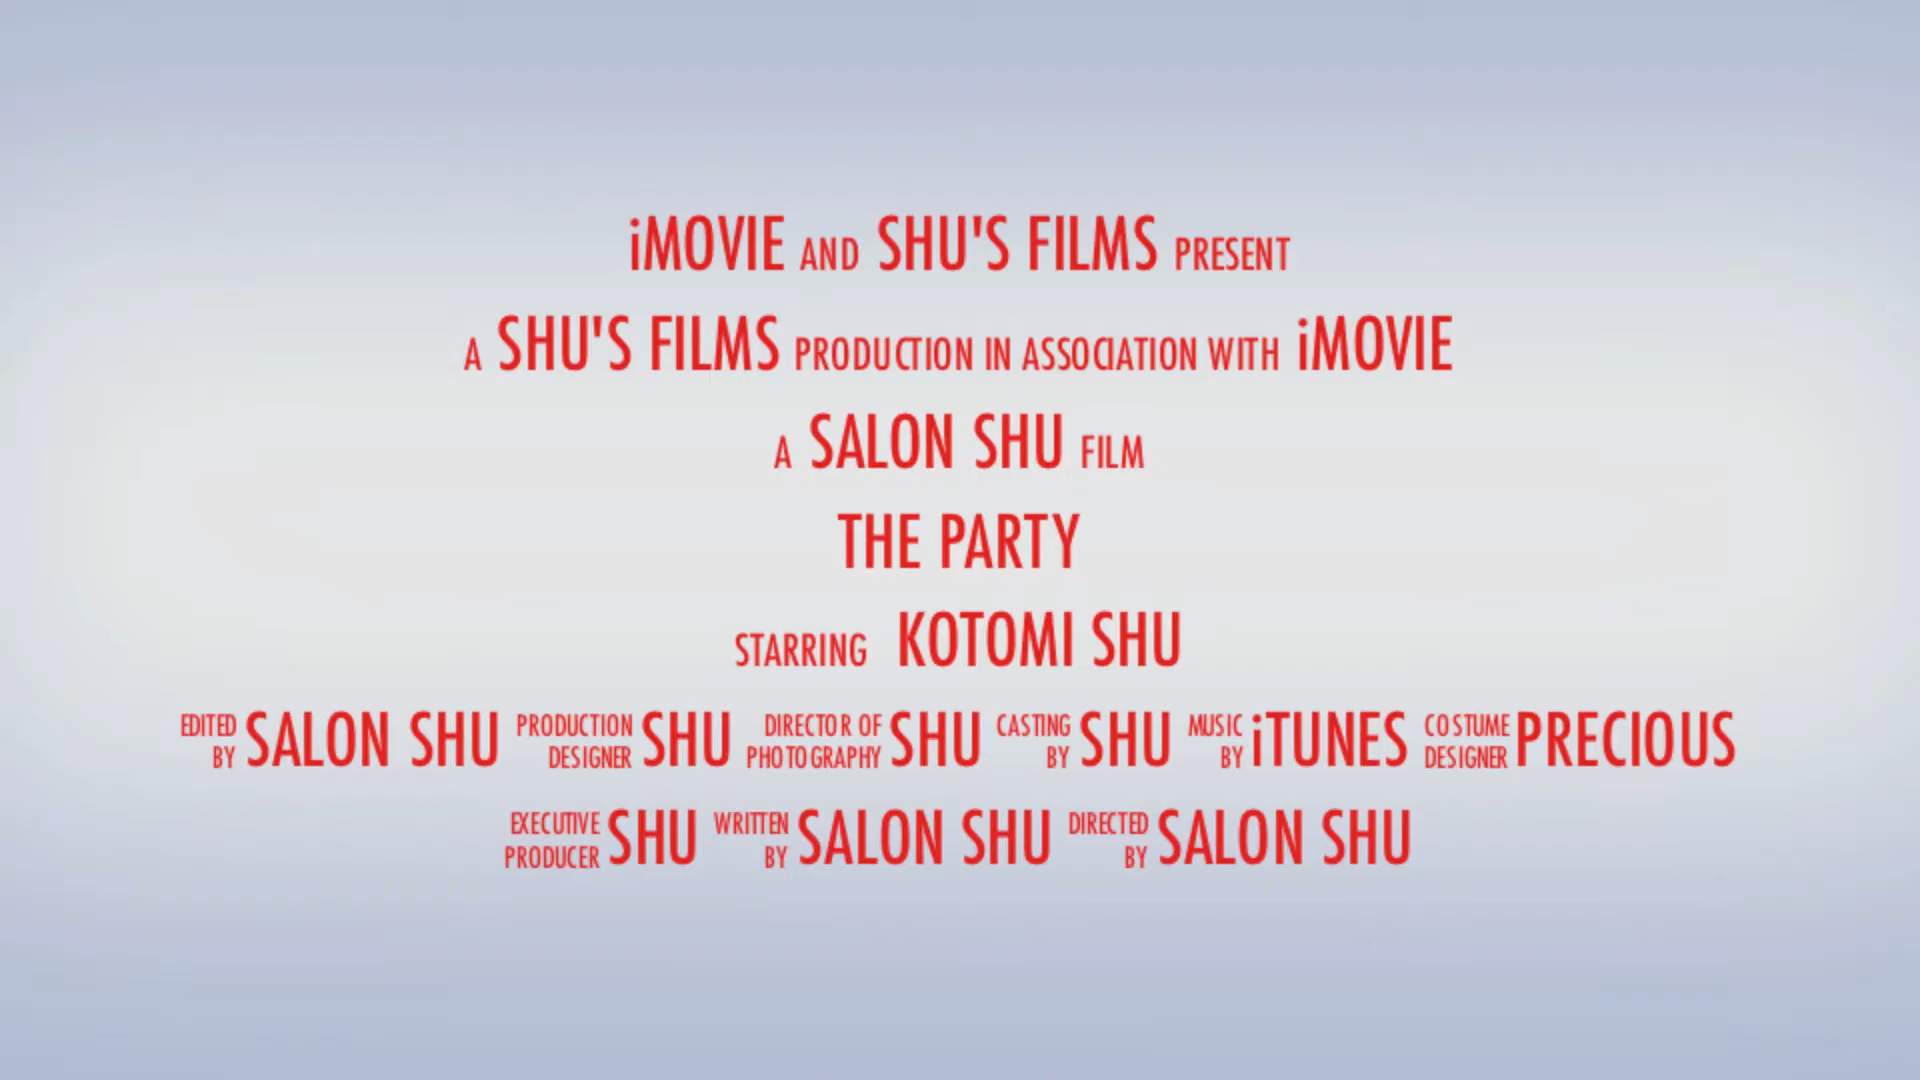 iMOVIE AND SHU'S FILMS PRESENT
A SHU'S FILMS PRODUCTION IN ASSOCIATION WITH iMOVIE
A SALON SHU FILM
THE PARTY
STARRING KOTOMI SHU
EDITED BY SALON SHU PRODUCTION DESIGNER SHU DIRECTOR OF PHOTOGRAPHY SHU CASTING BY SHU MUSIC BY iTUNES COSTUME DESIGNER PRECIOUS
EXECUTIVE PRODUCER SHU WRITTEN BY SALON SHU DIRECTED BY SALON SHU